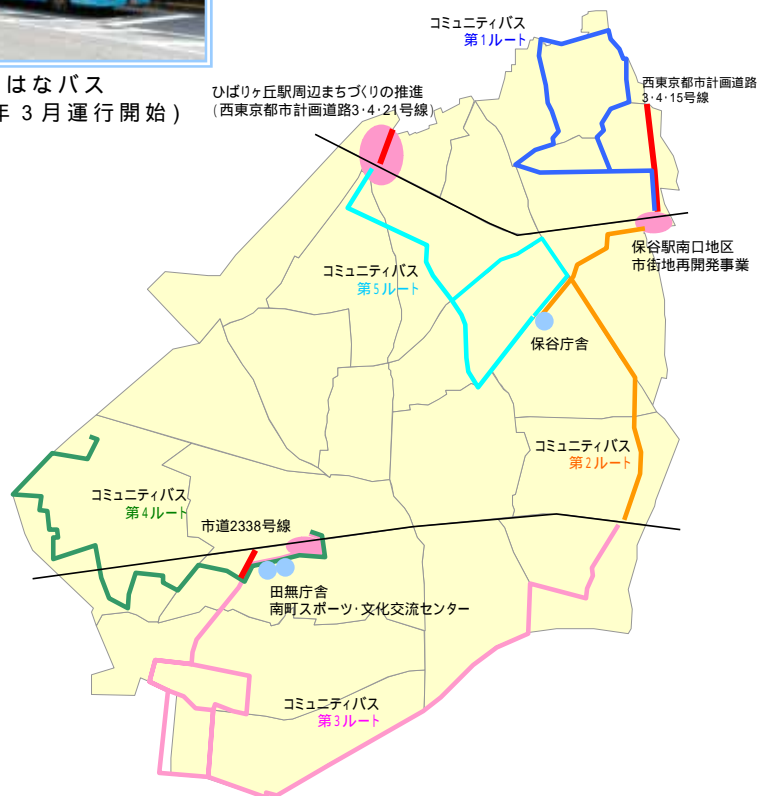 はなバス
年3月運行開始)
コミュニティバス
第1ルート
ひばりヶ丘駅周辺まちづくりの推進
(西東京都市計画道路3・4・21号線)
西東京都市計画道路
3・4・15号線
保谷駅南口地区
市街地再開発事業
コミュニティバス
第5ルート
保谷庁舎
コミュニティバス
第2ルート
コミュニティバス
第4ルート
市道2338号線
田無庁舎
南町スポーツ・文化交流センター
コミュニティバス
第3ルート